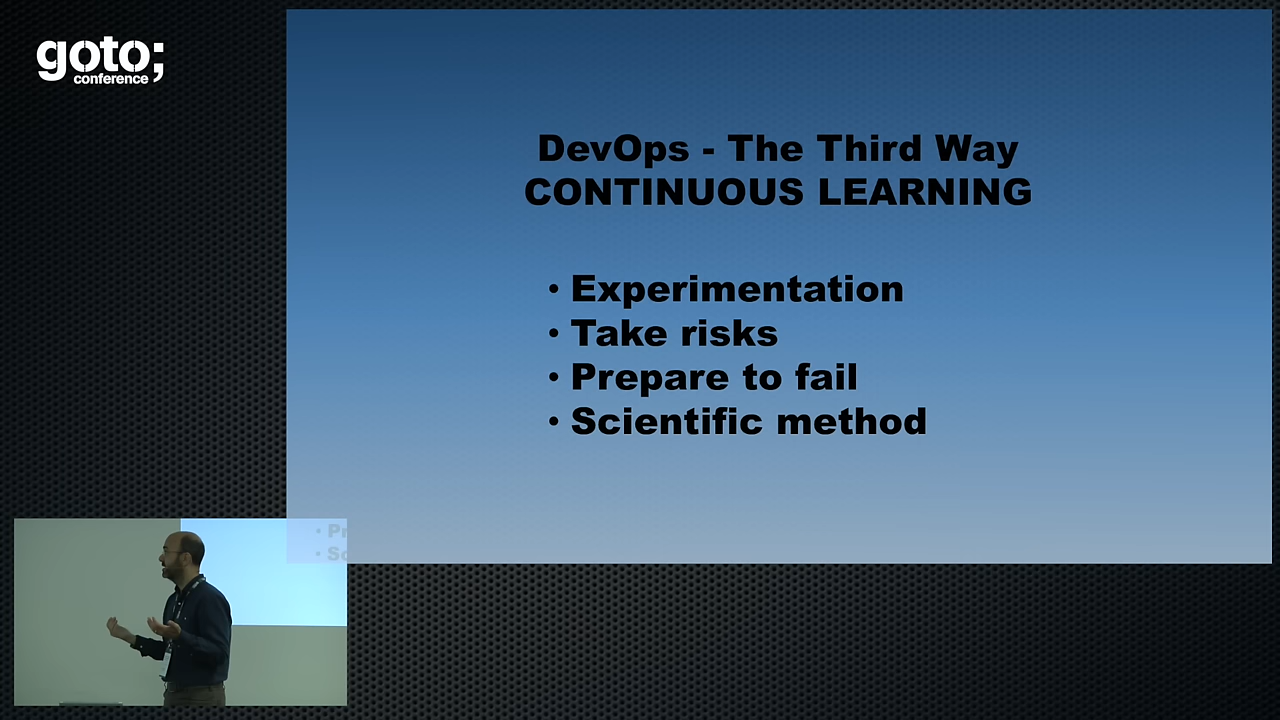 goto;
conference
DevOps - The Third Way
CONTINUOUS LEARNING
• Experimentation
• Take risks
• Prepare to fail
• Scientific method